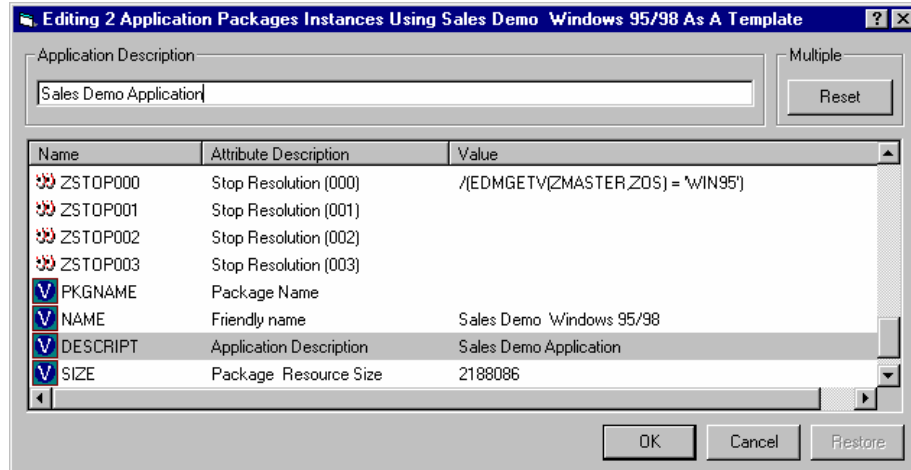 Editing 2 Application Packages Instances Using Sales Demo  Windows 95/98 As A Template
Application Description
Multiple
Sales Demo Application
Reset
Name Attribute Description Value
ZSTOP000 Stop Resolution (000) /(EDMGETV(ZMASTER,ZOS) = 'WIN95')
ZSTOP001 Stop Resolution (001)
ZSTOP002 Stop Resolution (002)
ZSTOP003 Stop Resolution (003)
V PKGNAME Package Name
V NAME Friendly name Sales Demo  Windows 95/98
V DESCRIPT Application Description Sales Demo Application
V SIZE Package  Resource Size 2188086
OK Cancel Restore